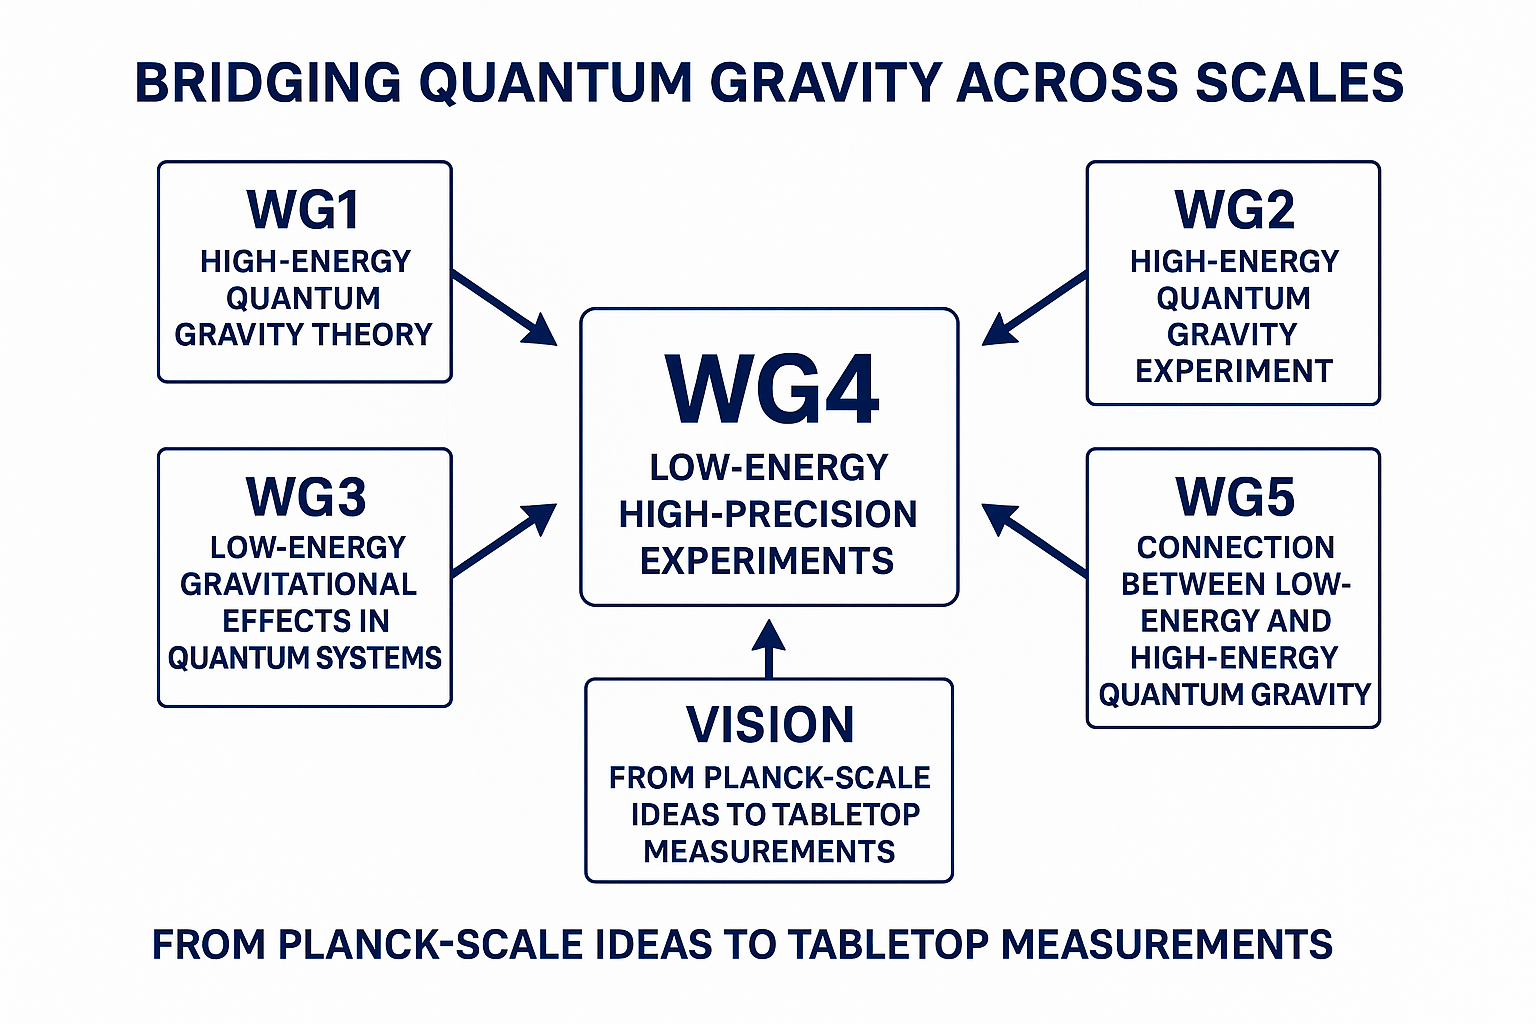 BRIDGING QUANTUM GRAVITY ACROSS SCALES
WG1
HIGH-ENERGY
QUANTUM
GRAVITY THEORY
WG2
HIGH-ENERGY
QUANTUM
GRAVITY
EXPERIMENT
WG4
LOW-ENERGY
HIGH-PRECISION
EXPERIMENTS
WG3
LOW-ENERGY
GRAVITATIONAL
EFFECTS IN
QUANTUM SYSTEMS
WG5
CONNECTION
BETWEEN LOW-
ENERGY AND
HIGH-ENERGY
QUANTUM GRAVITY
VISION
FROM PLANCK-SCALE
IDEAS TO TABLETOP
MEASUREMENTS
FROM PLANCK-SCALE IDEAS TO TABLETOP MEASUREMENTS